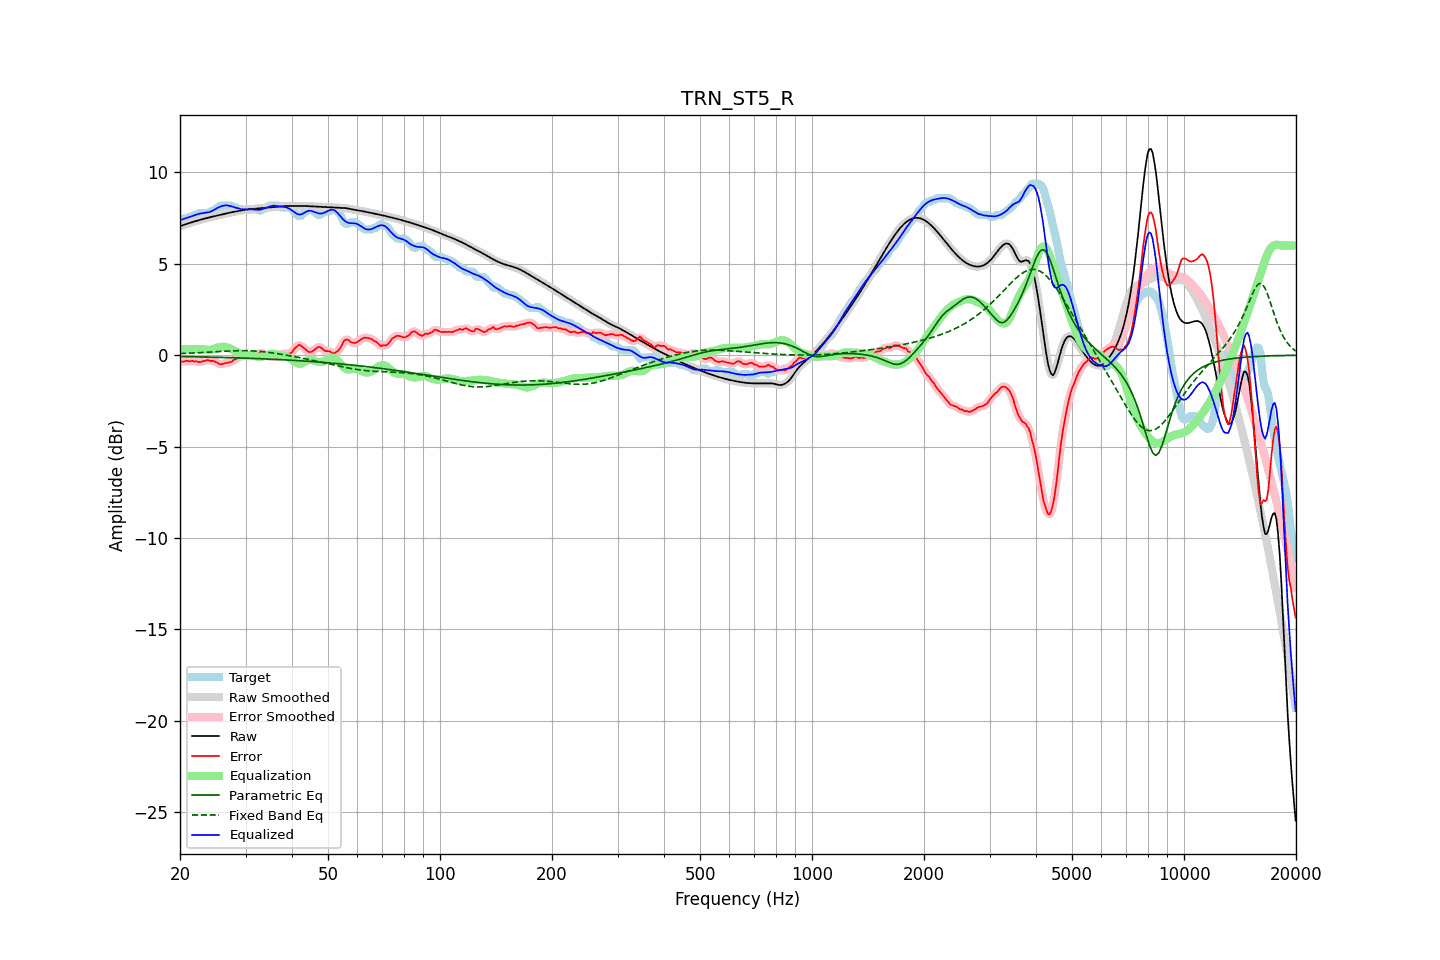 TRN_ST5_R
Amplitude (dBr)
10
5
0
−5
−10
−15
−20
−25
Target
Raw Smoothed
Error Smoothed
Raw
Error
Equalization
Parametric Eq
Fixed Band Eq
Equalized
20 50 100 200 500 1000 2000 5000 10000 20000
Frequency (Hz)